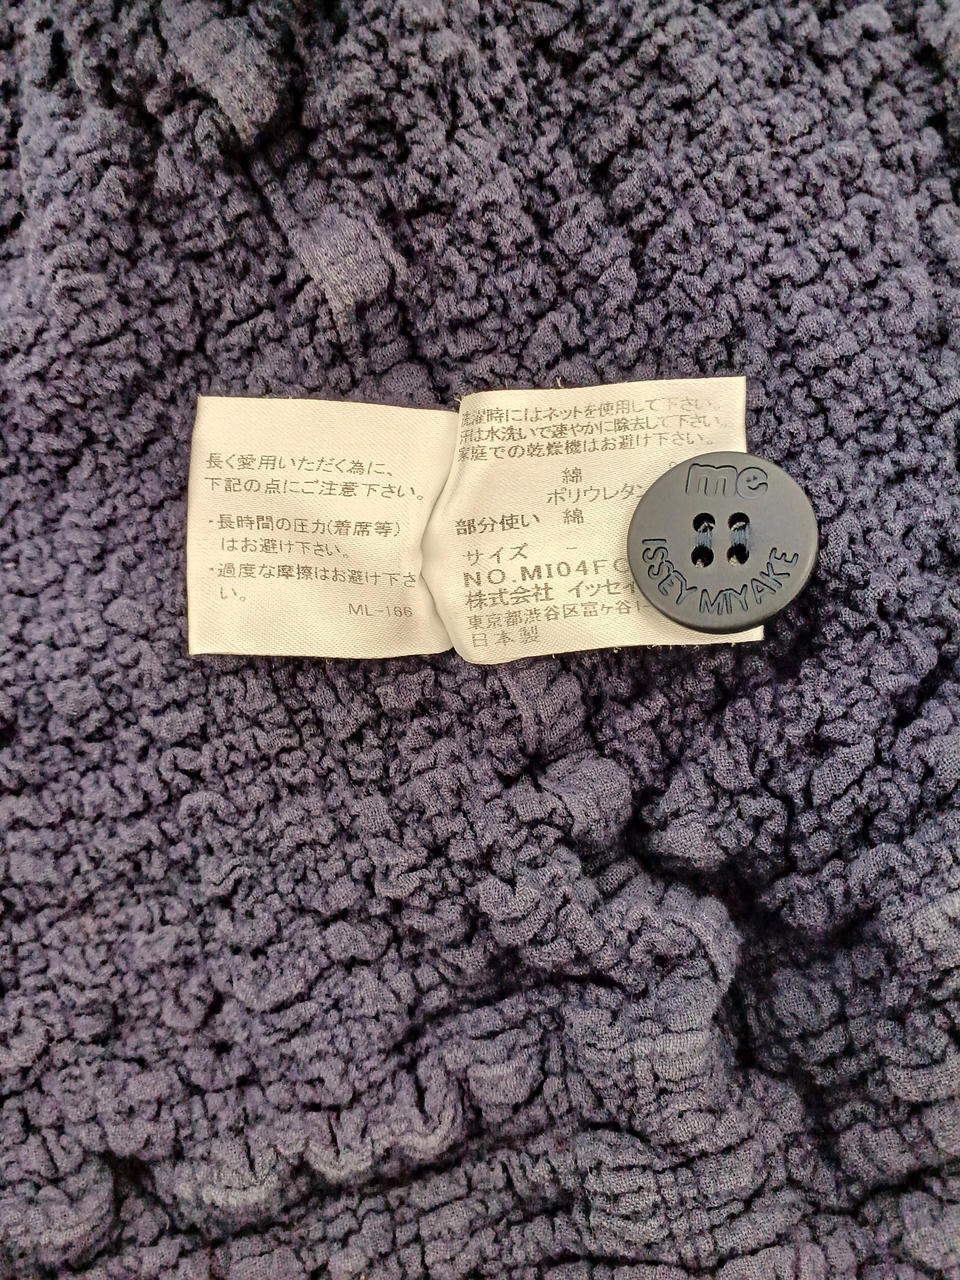 長く愛用いただく為に、
下記の点にご注意下さい。
・長時間の圧力(着席等)
はお避け下さい。
・過度な摩擦はお避け下さ
い。
ML-166
洗濯時にはネットを使用して下さい。
汗は水洗いで速やかに除去して下さい。
家庭での乾燥機はお避け下さい。
綿
ポリウレタン
部分使い 綿
サイズ -
NO.MI04FC
株式会社 イッセイ
東京都渋谷区富ヶ谷1-
日本製
me
ISSEY MIYAKE